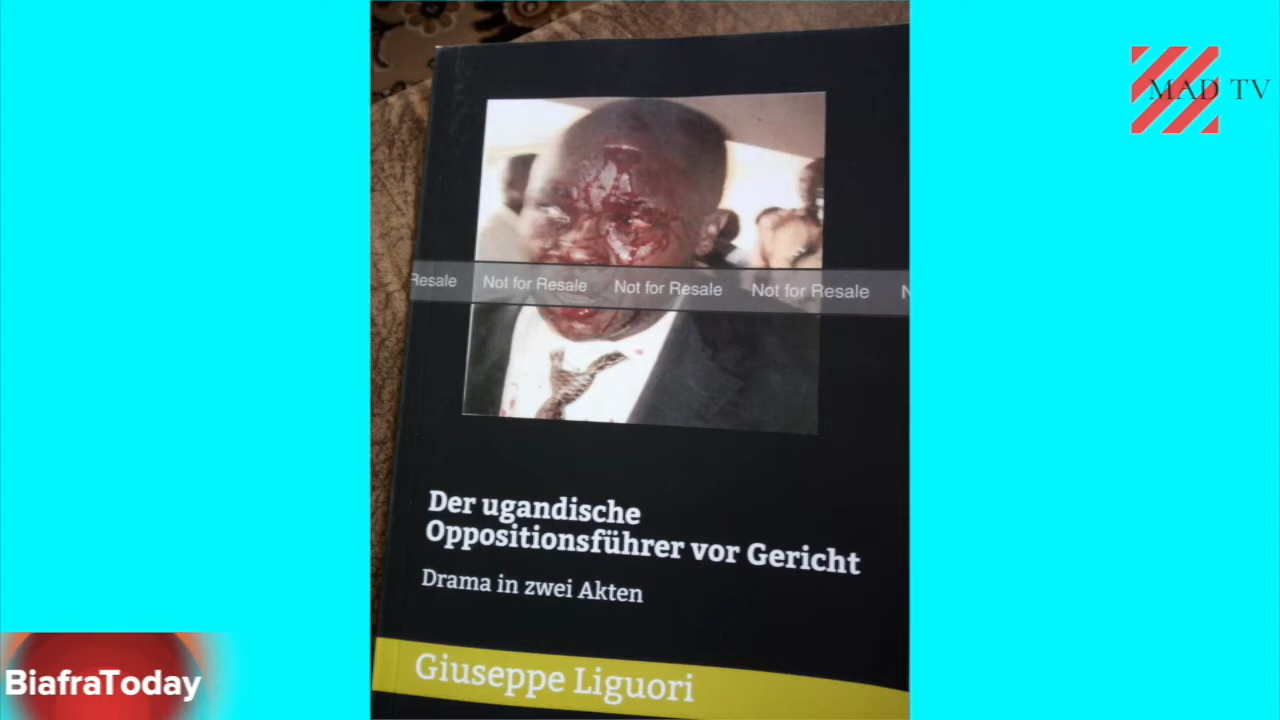 MAD TV
Resale Not for Resale Not for Resale Not for Resale N
Der ugandische
Oppositionsführer vor Gericht
Drama in zwei Akten
Giuseppe Liguori
BiafraToday